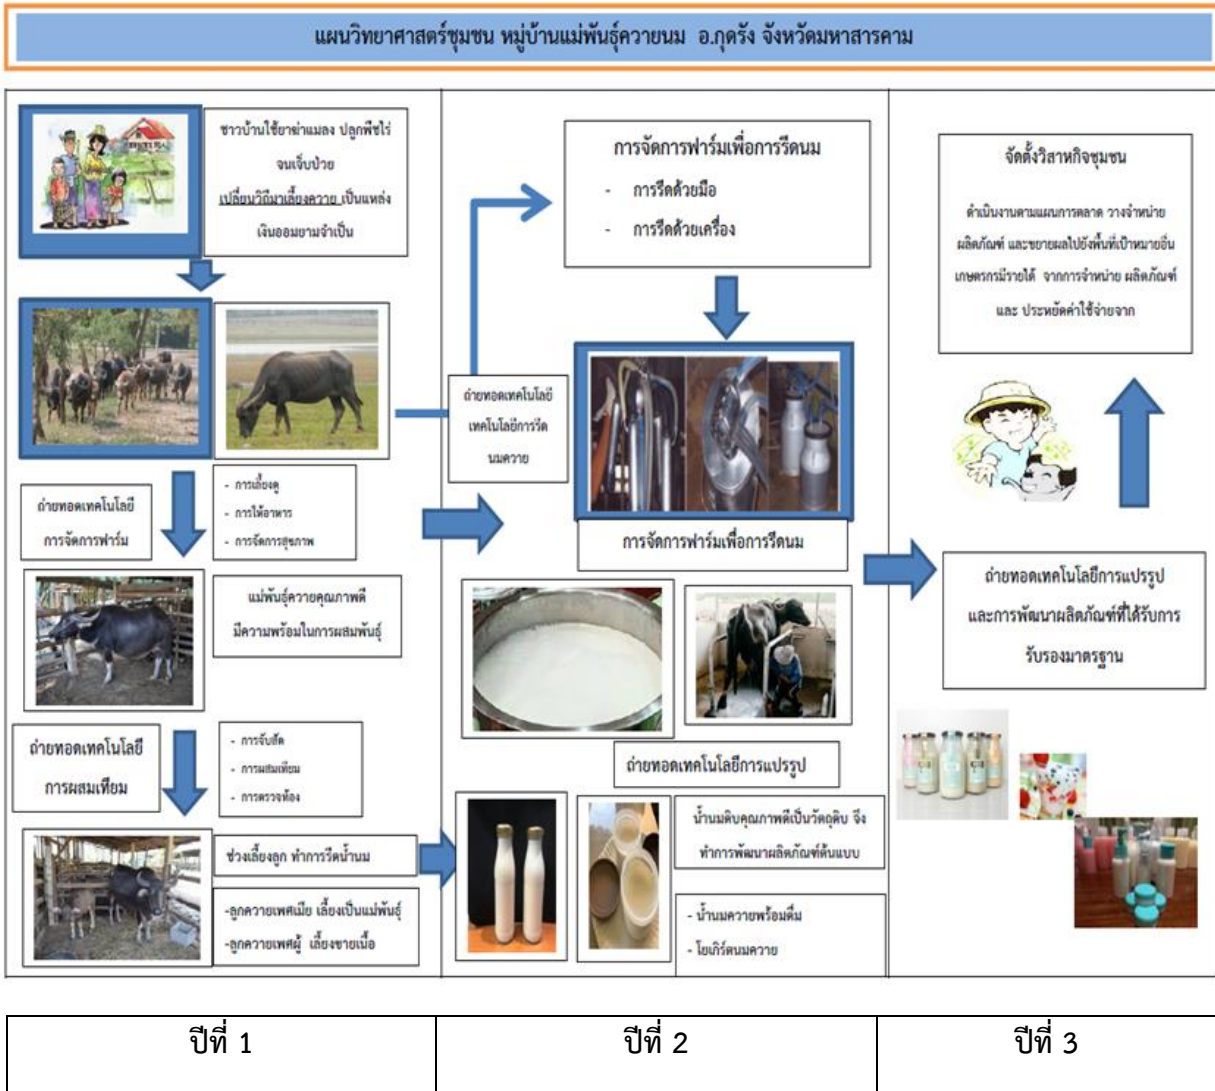 แผนวิทยาศาสตร์ชุมชน หมู่บ้านแม่พันธุ์ควายนม อ.กุดรัง จังหวัดมหาสารคาม
ชาวบ้านใช้ยาฆ่าแมลง ปลูกพืชไร่
จนเจ็บป่วย
เปลี่ยนวิถีมาเลี้ยงควาย เป็นแหล่ง
เงินออมยามจำเป็น
ถ่ายทอดเทคโนโลยี
การจัดการฟาร์ม
- การเลี้ยงดู
- การให้อาหาร
- การจัดการสุขภาพ
แม่พันธุ์ควายคุณภาพดี
มีความพร้อมในการผสมพันธุ์
ถ่ายทอดเทคโนโลยี
การผสมเทียม
- การจับสัด
- การผสมเทียม
- การตรวจท้อง
ช่วงเลี้ยงลูก ทำการรีดน้ำนม
-ลูกควายเพศเมีย เลี้ยงเป็นแม่พันธุ์
-ลูกควายเพศผู้ เลี้ยงขายเนื้อ
การจัดการฟาร์มเพื่อการรีดนม
- การรีดด้วยมือ
- การรีดด้วยเครื่อง
ถ่ายทอดเทคโนโลยี
เทคโนโลยีการรีด
นมควาย
การจัดการฟาร์มเพื่อการรีดนม
ถ่ายทอดเทคโนโลยีการแปรรูป
น้ำนมดิบคุณภาพดีเป็นวัตถุดิบ จึง
ทำการพัฒนาผลิตภัณฑ์ต้นแบบ
- น้ำนมควายพร้อมดื่ม
- โยเกิร์ตนมควาย
จัดตั้งวิสาหกิจชุมชน
ดำเนินงานตามแผนการตลาด วางจำหน่าย
ผลิตภัณฑ์ และขยายผลไปยังพื้นที่เป้าหมายอื่น
เกษตรกรมีรายได้ จากการจำหน่าย ผลิตภัณฑ์
และ ประหยัดค่าใช้จ่ายจาก
ถ่ายทอดเทคโนโลยีการแปรรูป
และการพัฒนาผลิตภัณฑ์ที่ได้รับการ
รับรองมาตรฐาน
ปีที่ 1
ปีที่ 2
ปีที่ 3